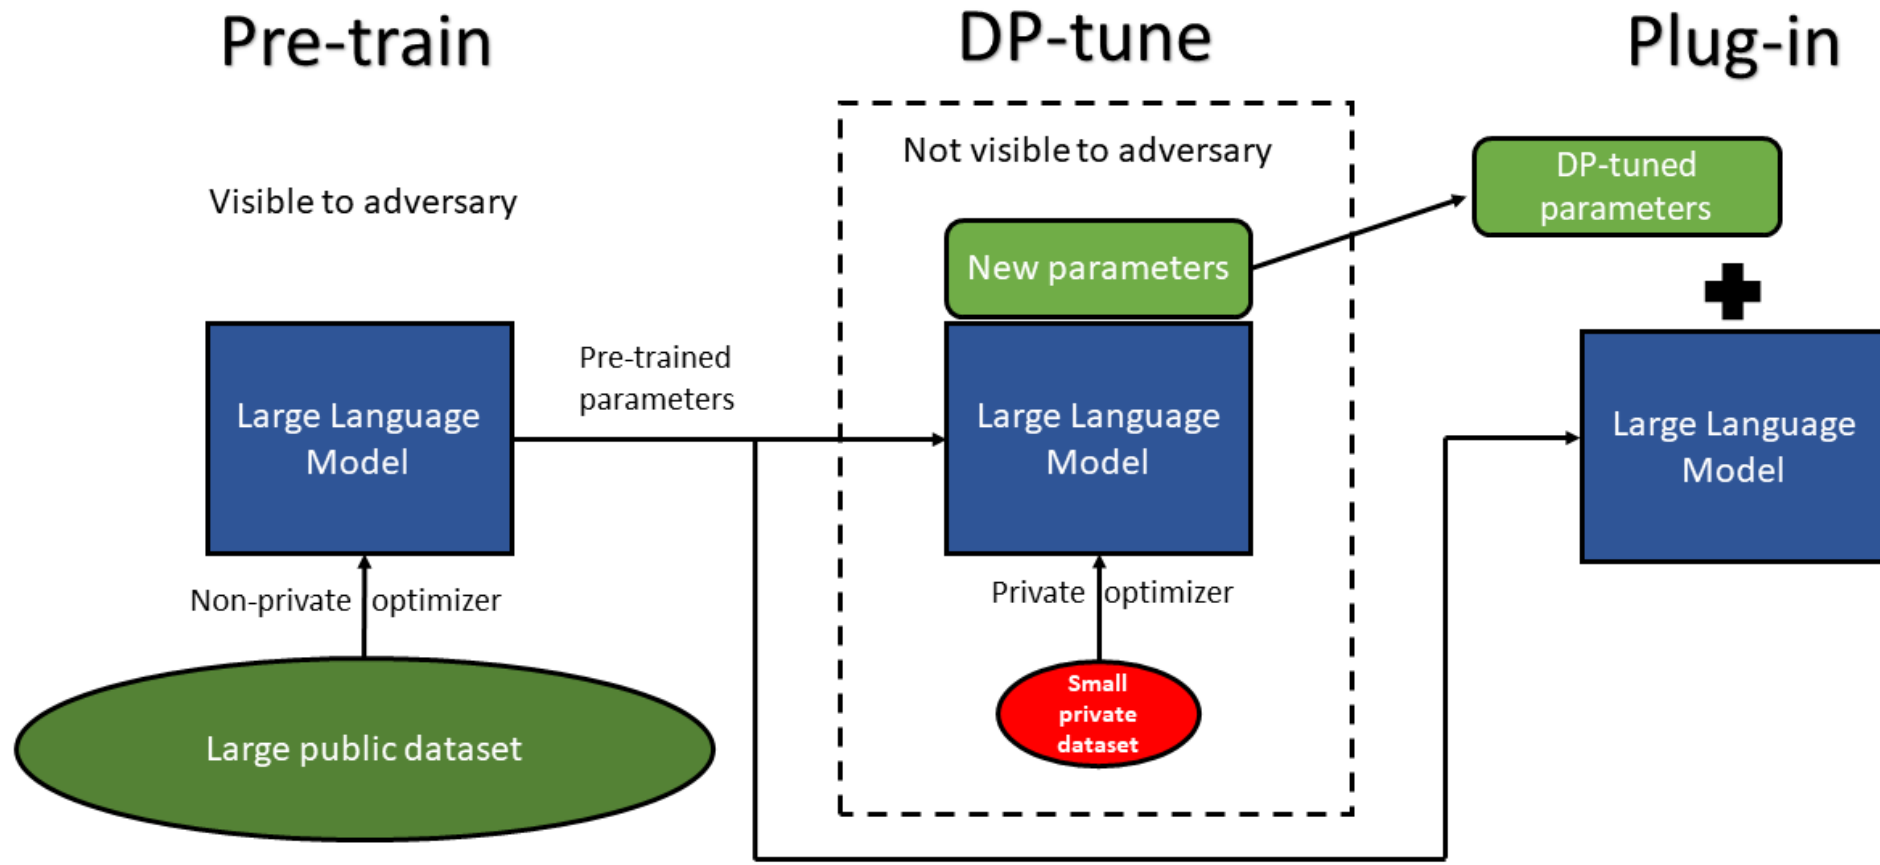 Pre-train
DP-tune
Plug-in
Visible to adversary
Not visible to adversary
DP-tuned
parameters
New parameters
Pre-trained
parameters
Large Language
Model
Large Language
Model
Large Language
Model
Non-private optimizer
Private optimizer
Large public dataset
Small
private
dataset